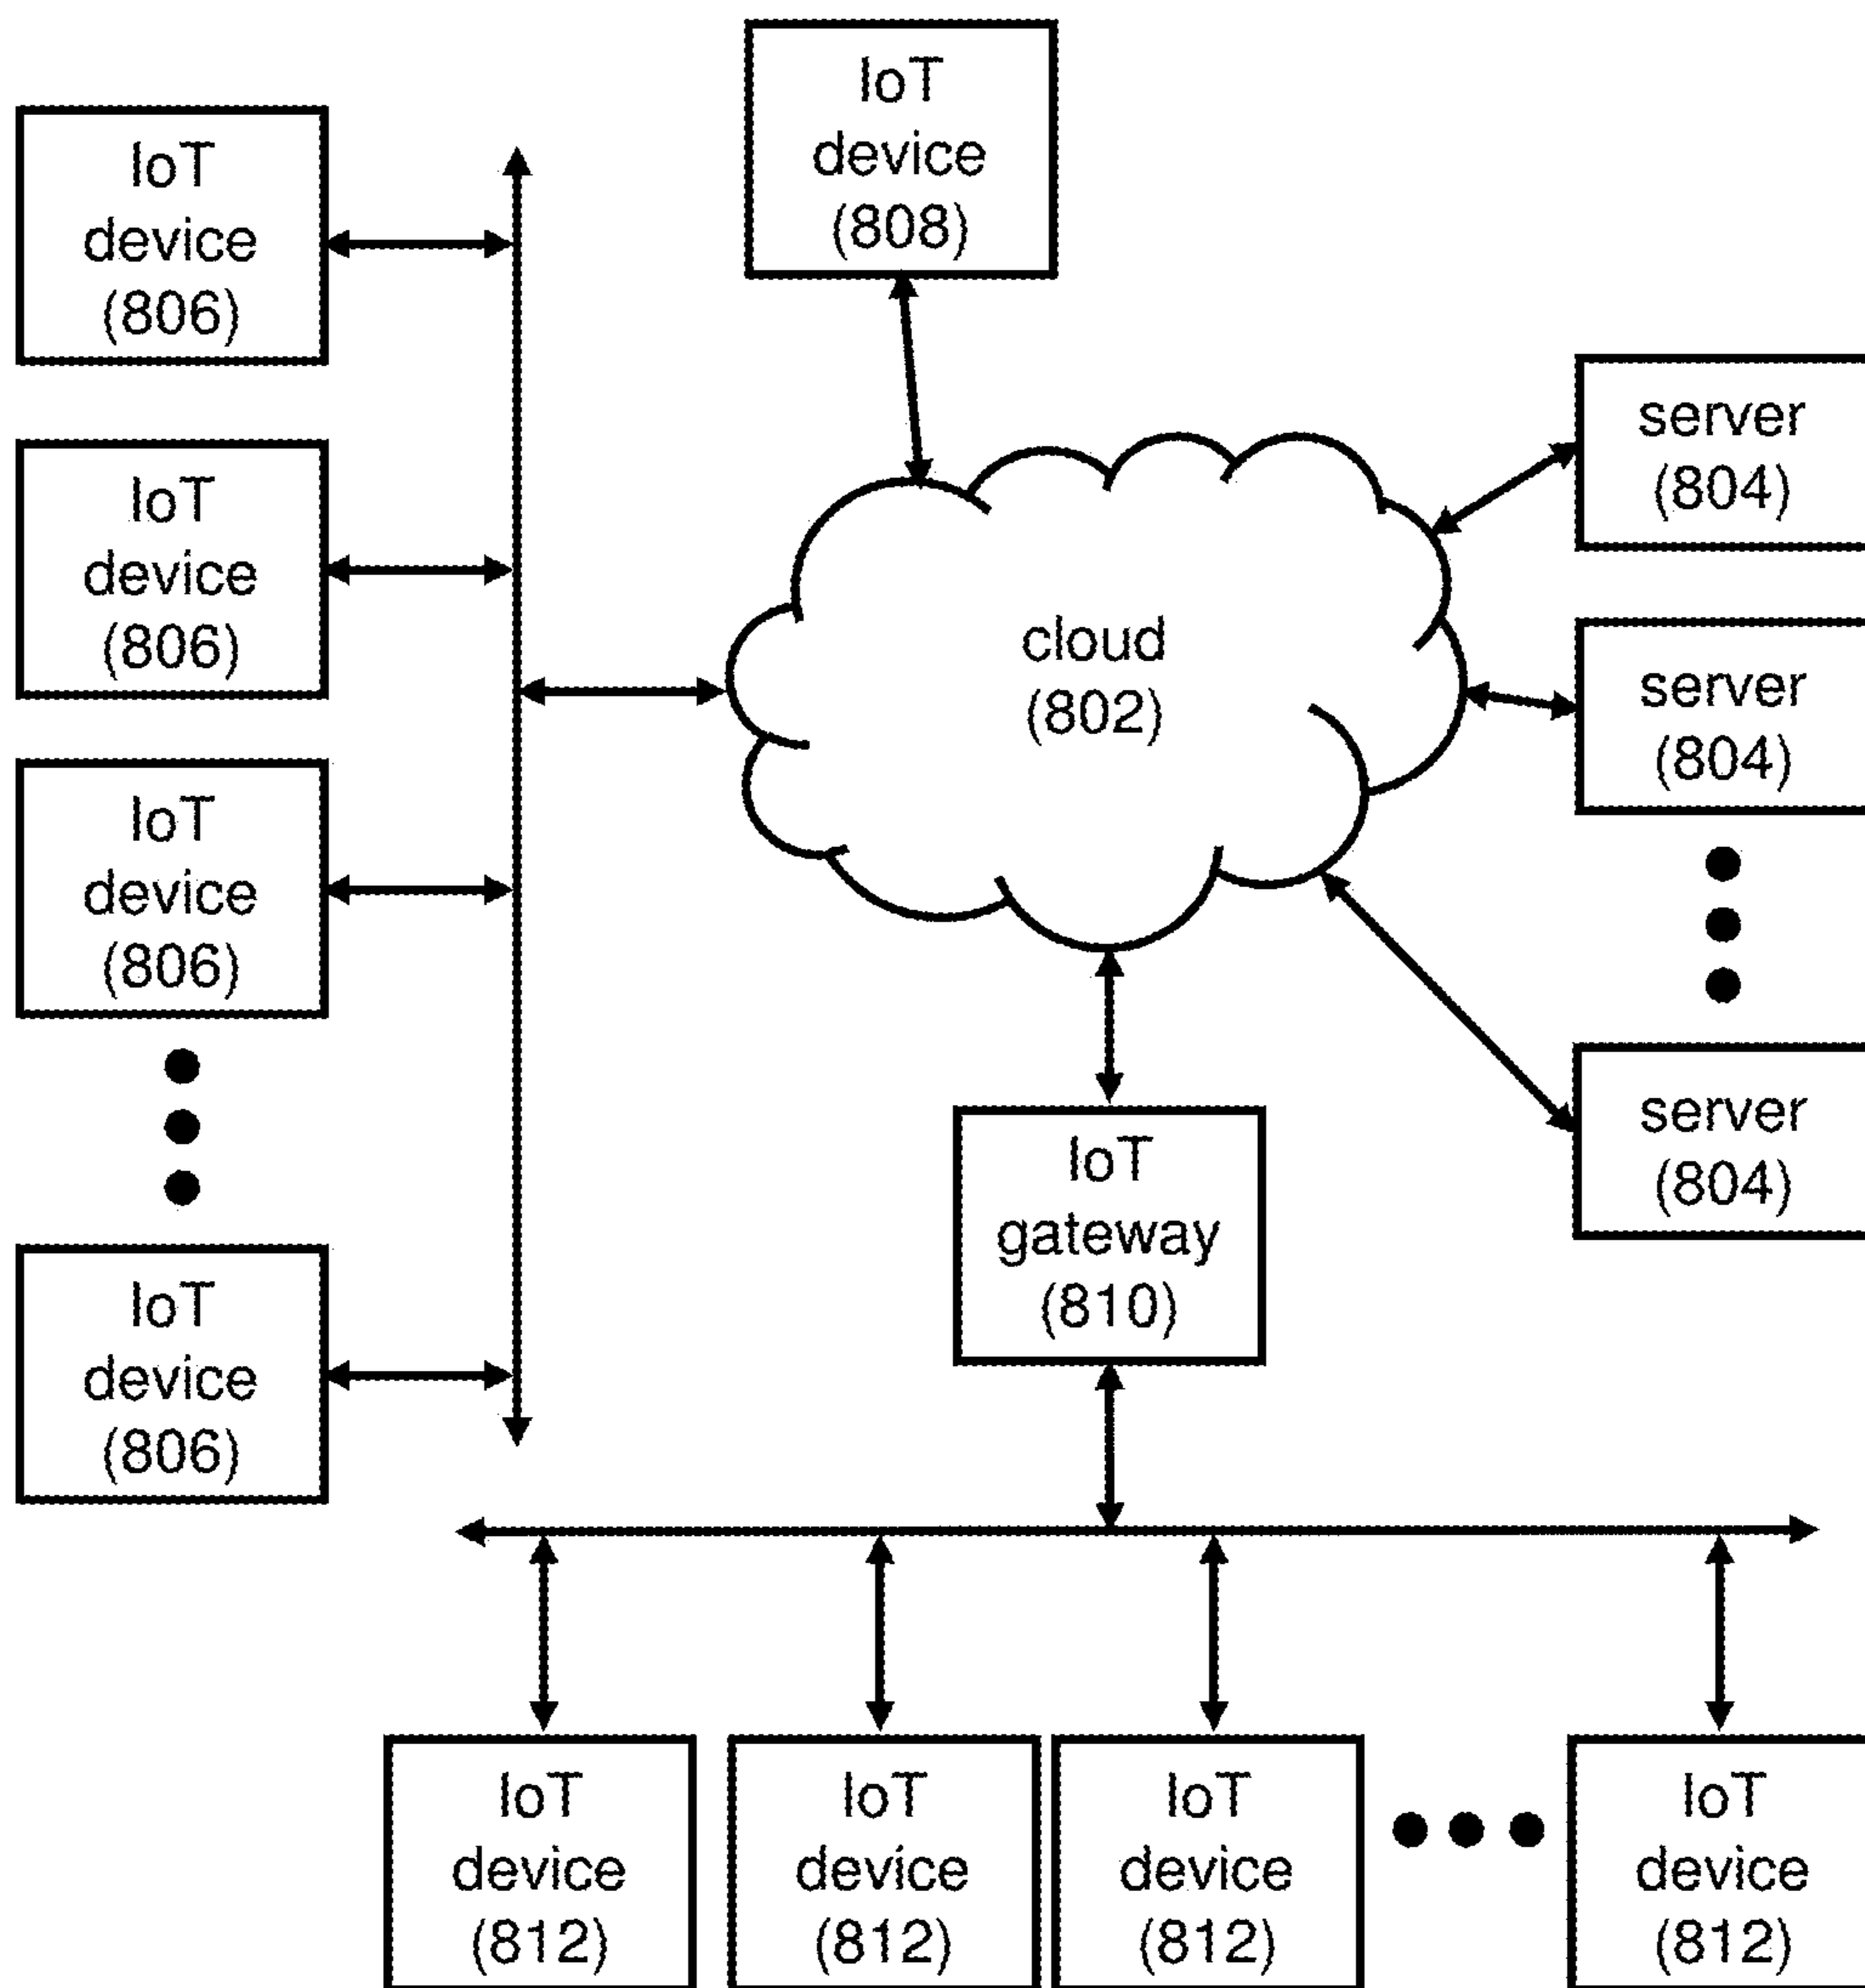 IoT
device
(808)
IoT
device
(806)
IoT
device
(806)
IoT
device
(806)
IoT
device
(806)
cloud
(802)
server
(804)
server
(804)
server
(804)
IoT
gateway
(810)
IoT
device
(812)
IoT
device
(812)
IoT
device
(812)
IoT
device
(812)